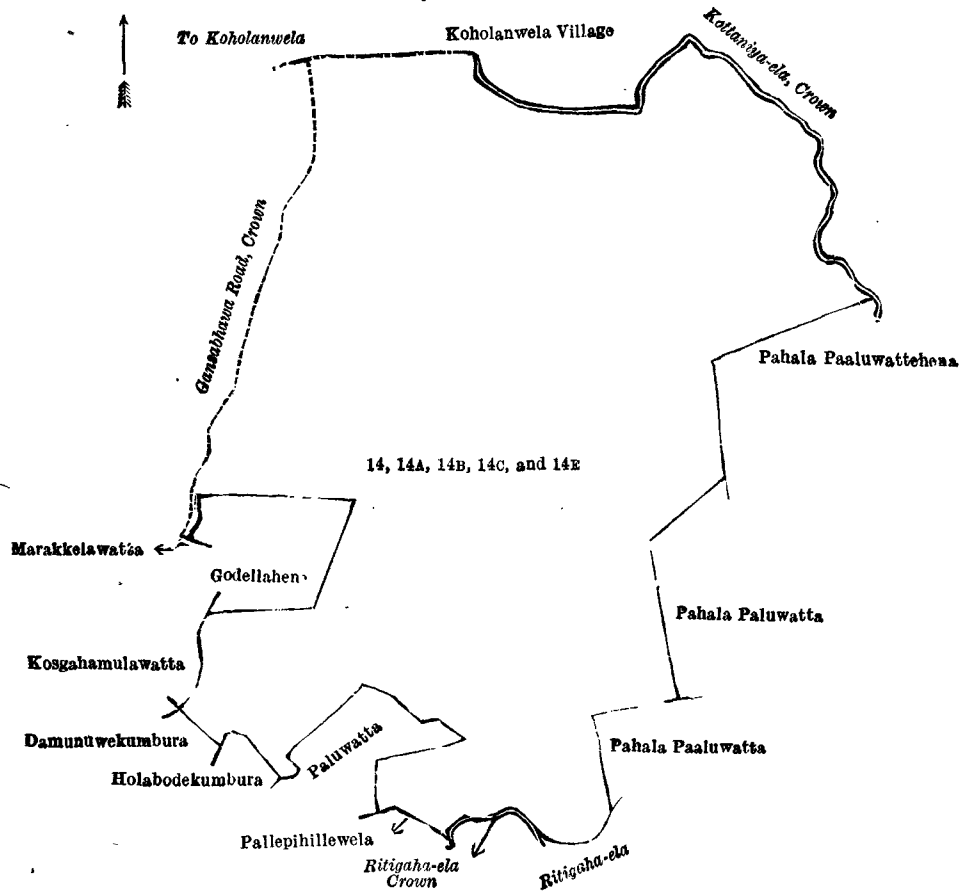 To Koholanwela
Koholanwela Village
Kottaniya-ela, Crown
Gansabhawa Road, Crown
Pahala Paaluwattehena
14, 14A, 14B, 14C, and 14E
Marakkelawatta
Godellahen
Pahala Paluwatta
Kosgahamulawatta
Damunuwekumbura
Pahala Paaluwatta
Paluwatta
Holabodekumbura
Pallepihillewela
Ritigaha-ela
Crown
Ritigaha-ela